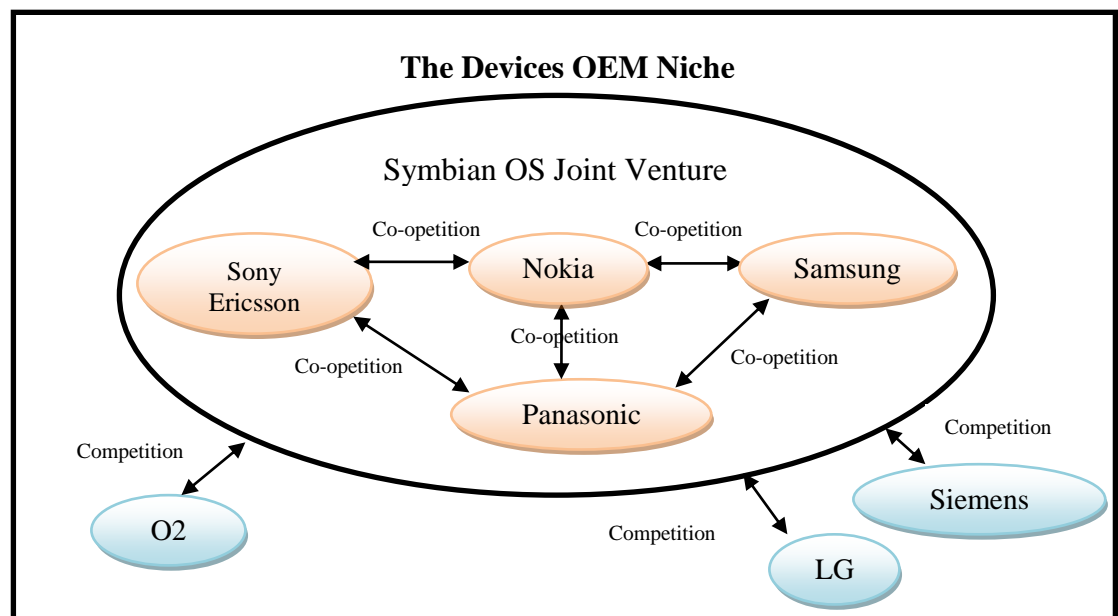 The Devices OEM Niche
Symbian OS Joint Venture
Co-opetition
Co-opetition
Sony
Ericsson
Nokia
Samsung
Co-opetition
Co-opetition
Co-opetition
Panasonic
Competition
Competition
O2
Competition
Siemens
LG